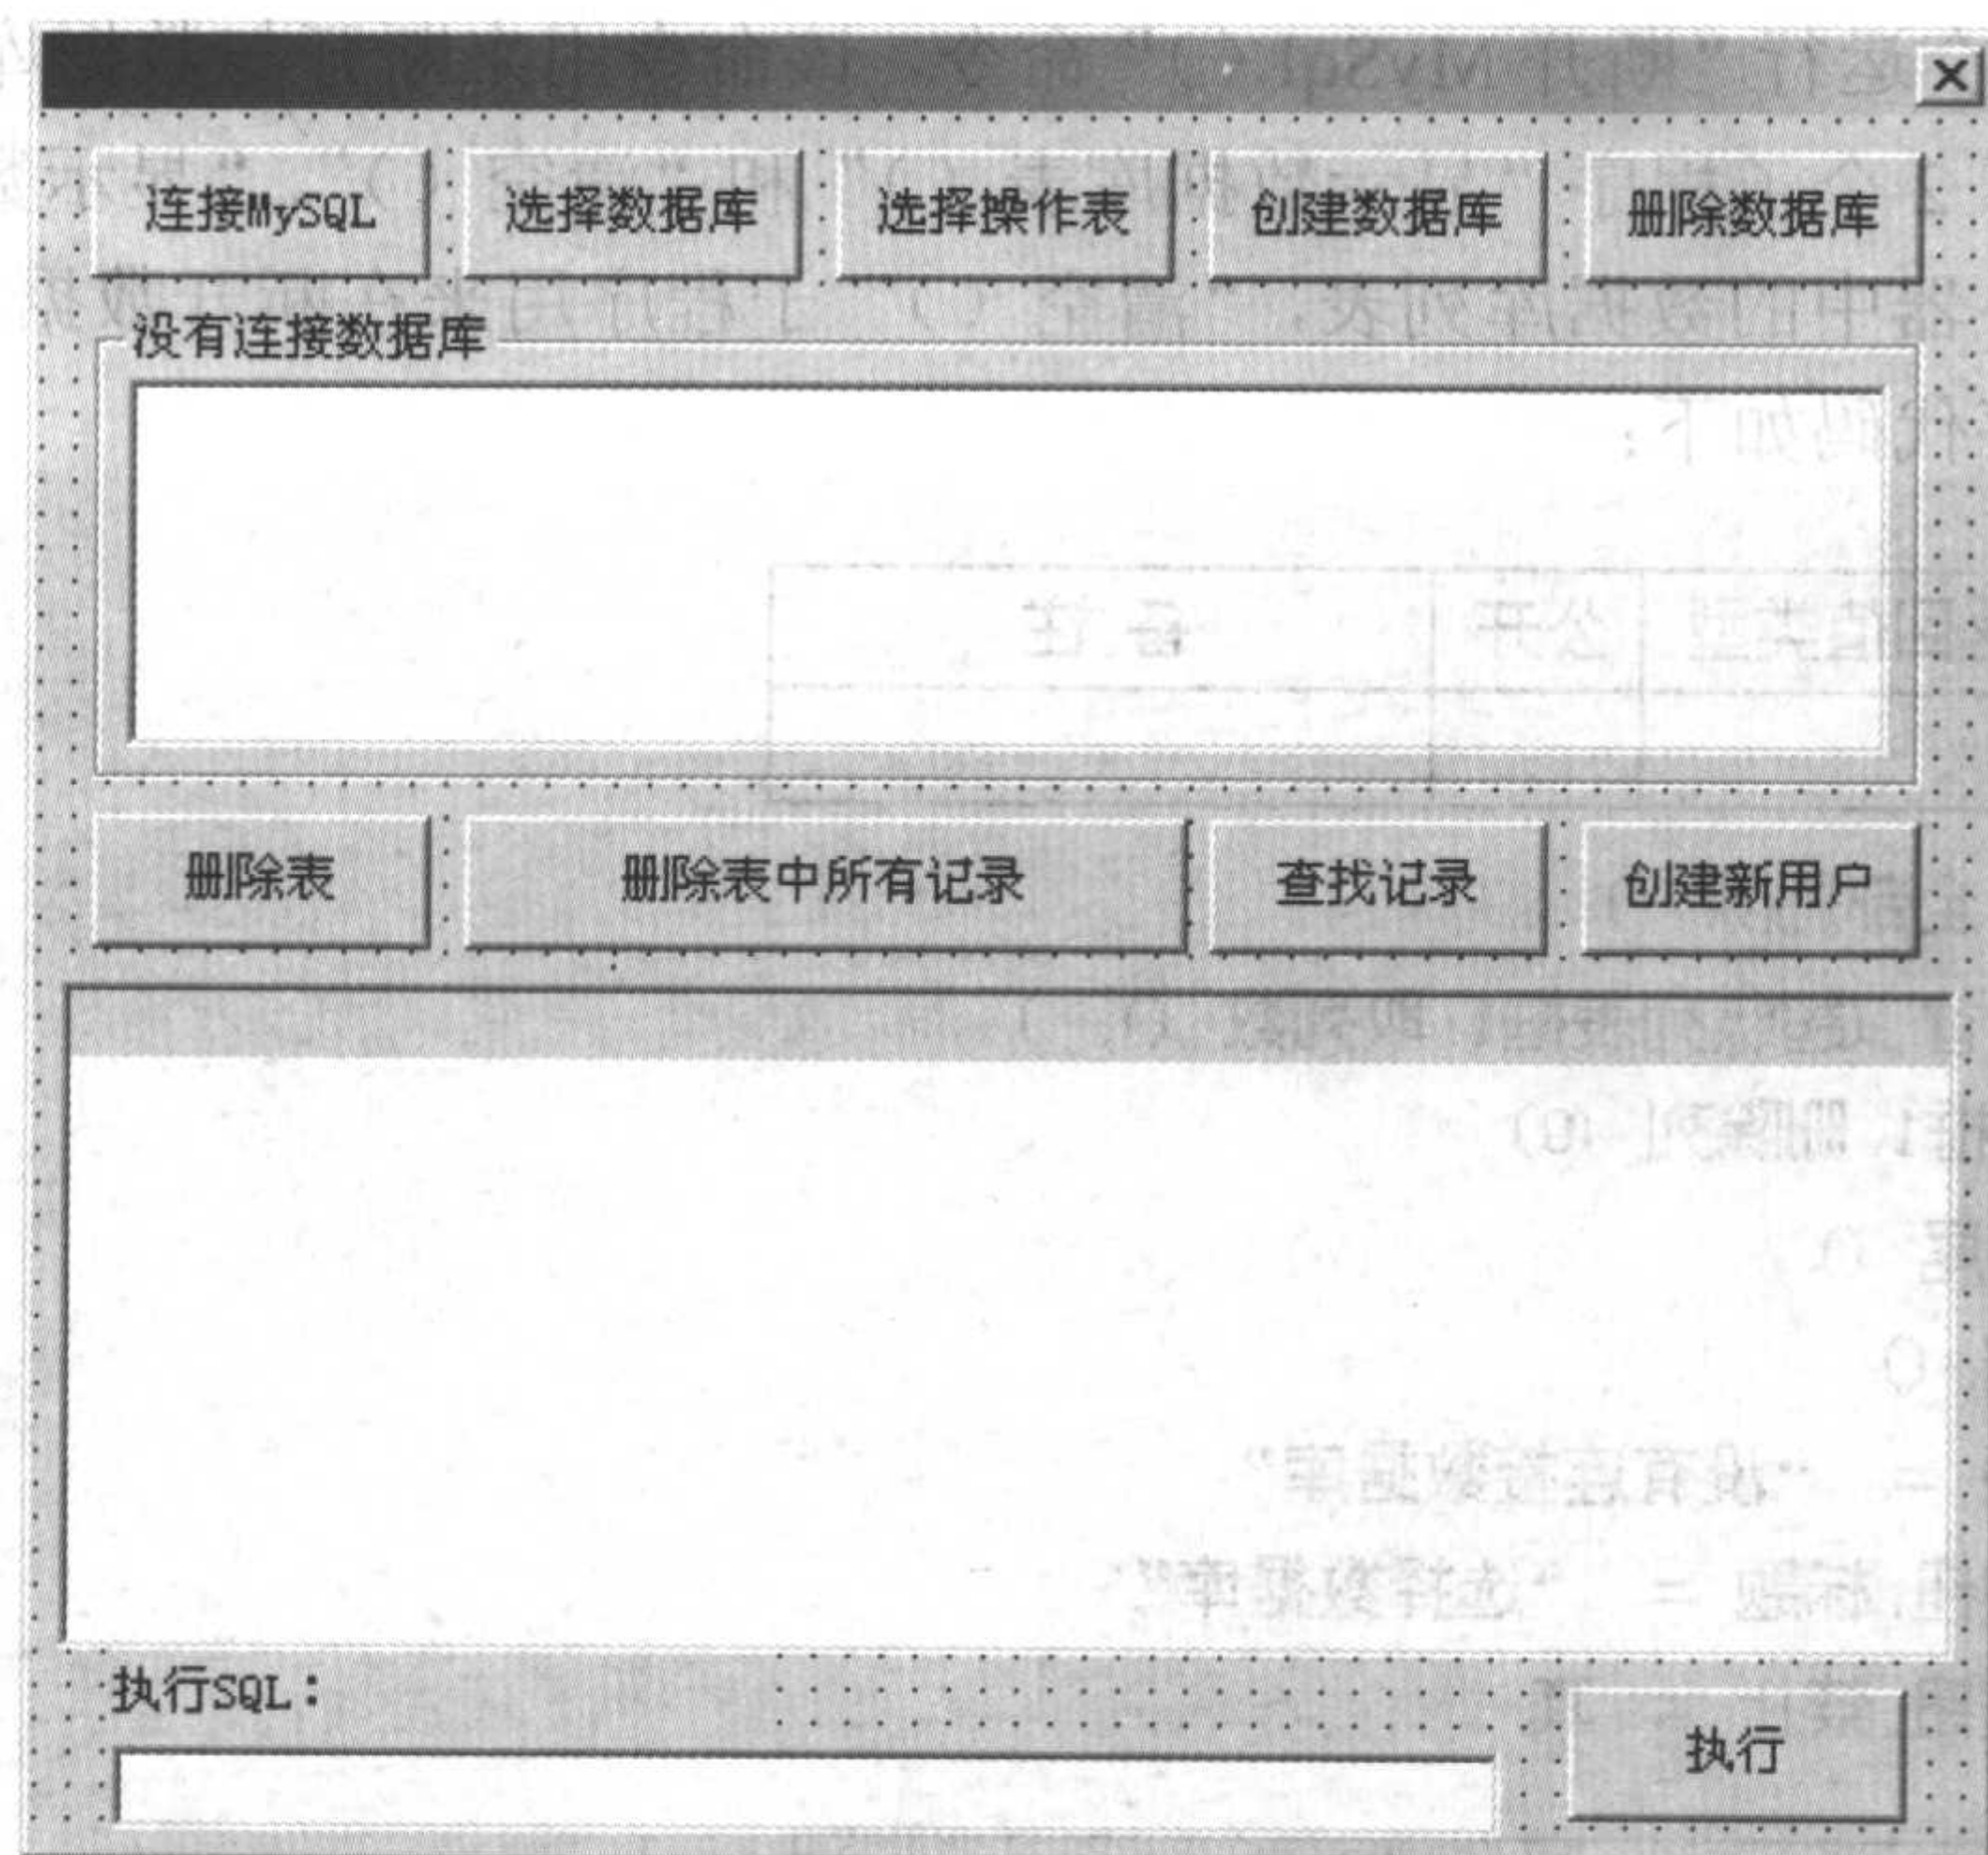 连接MySQL 选择数据库 选择操作表 创建数据库 删除数据库
没有连接数据库
删除表 删除表中所有记录 查找记录 创建新用户
执行SQL：
执行